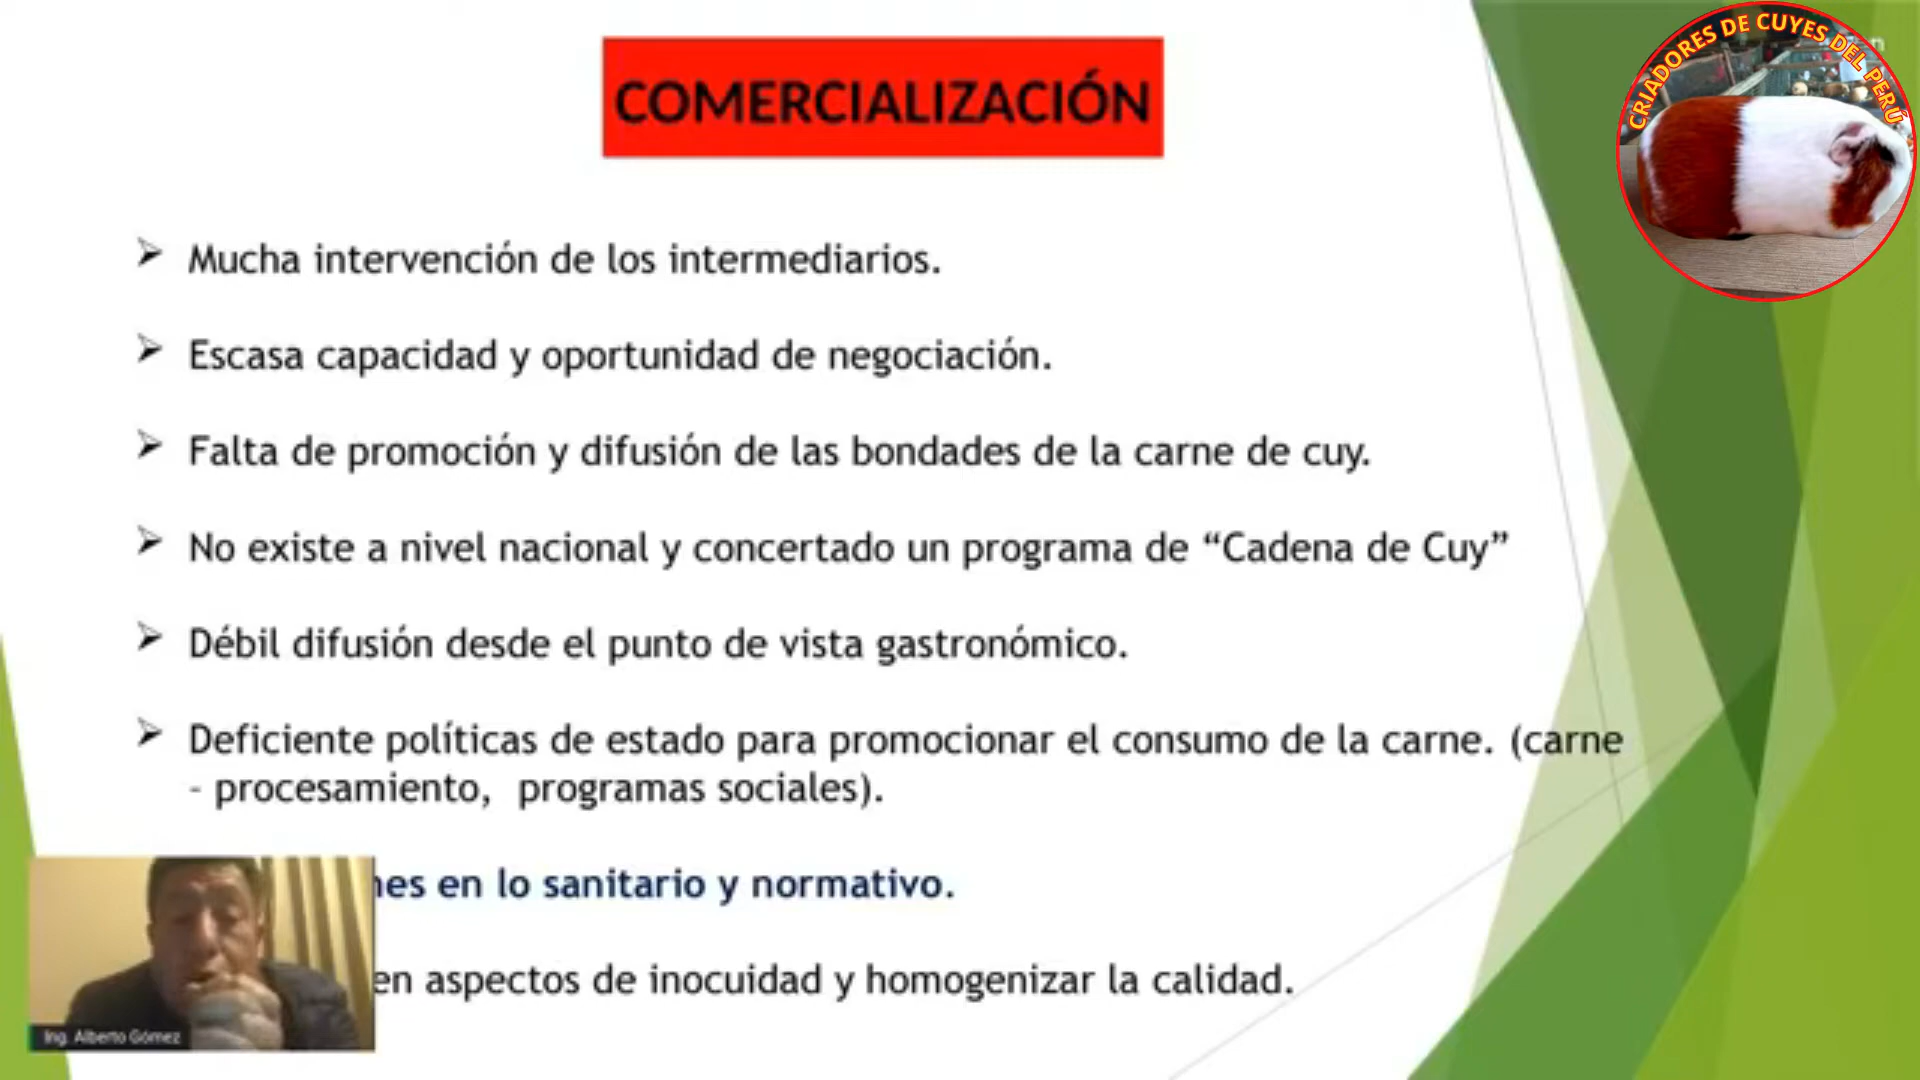 COMERCIALIZACIÓN
CRIADORES DE CUYES DEL PERÚ
Mucha intervención de los intermediarios.
Escasa capacidad y oportunidad de negociación.
Falta de promoción y difusión de las bondades de la carne de cuy.
No existe a nivel nacional y concertado un programa de “Cadena de Cuy”
Débil difusión desde el punto de vista gastronómico.
Deficiente políticas de estado para promocionar el consumo de la carne. (carne
- procesamiento, programas sociales).
en lo sanitario y normativo.
en aspectos de inocuidad y homogenizar la calidad.
Ing. Alberto Gómez